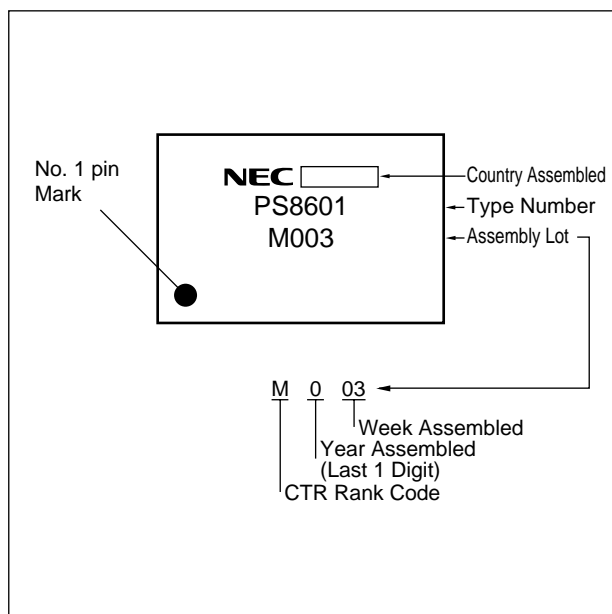 No. 1 pin
Mark
NEC
Country Assembled
PS8601
Type Number
M003
Assembly Lot
M 0 03
Week Assembled
Year Assembled
(Last 1 Digit)
CTR Rank Code